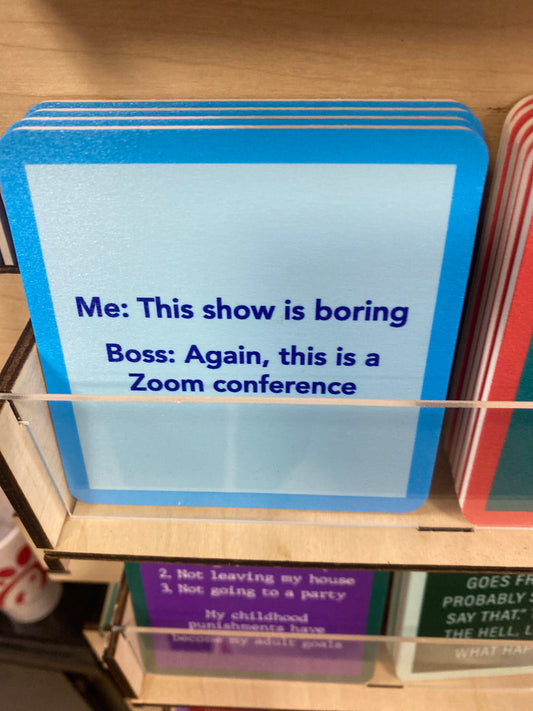 Me: This show is boring
Boss: Again, this is a
Zoom conference
2. Not leaving my house
3. Not going to a party
My childhood
punishments have
become my adult goals
GOES FR
PROBABLY S
SAY THAT."
THE HELL, L
WHAT HAP